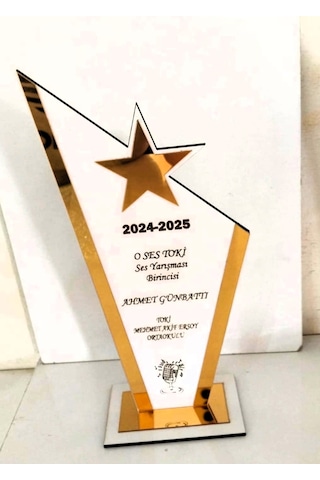 2024-2025
O SES TOKİ
Ses Yarışması
Birincisi
AHMET GÜNBATTI
TOKİ
MEHMET AKİF ERSOY
ORTAOKULU